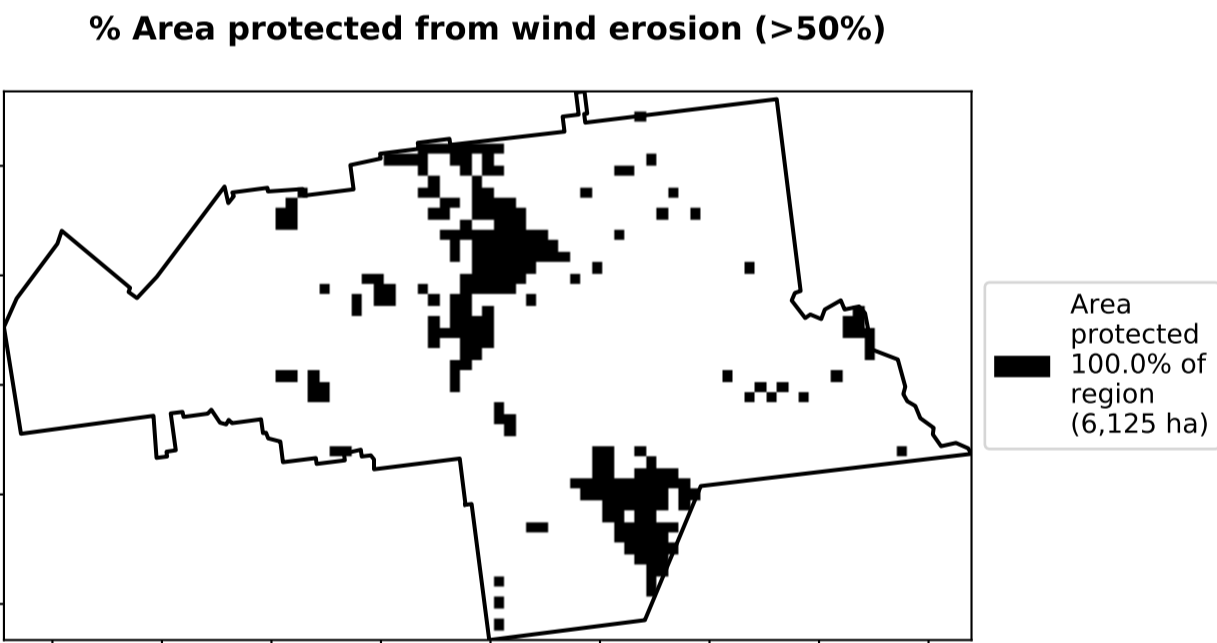 % Area protected from wind erosion (>50%)
Area
protected
100.0% of
region
(6,125 ha)